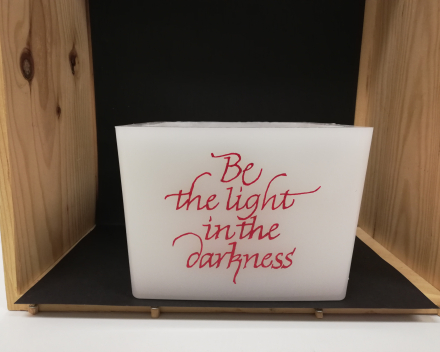 Be
the light
in the
darkness